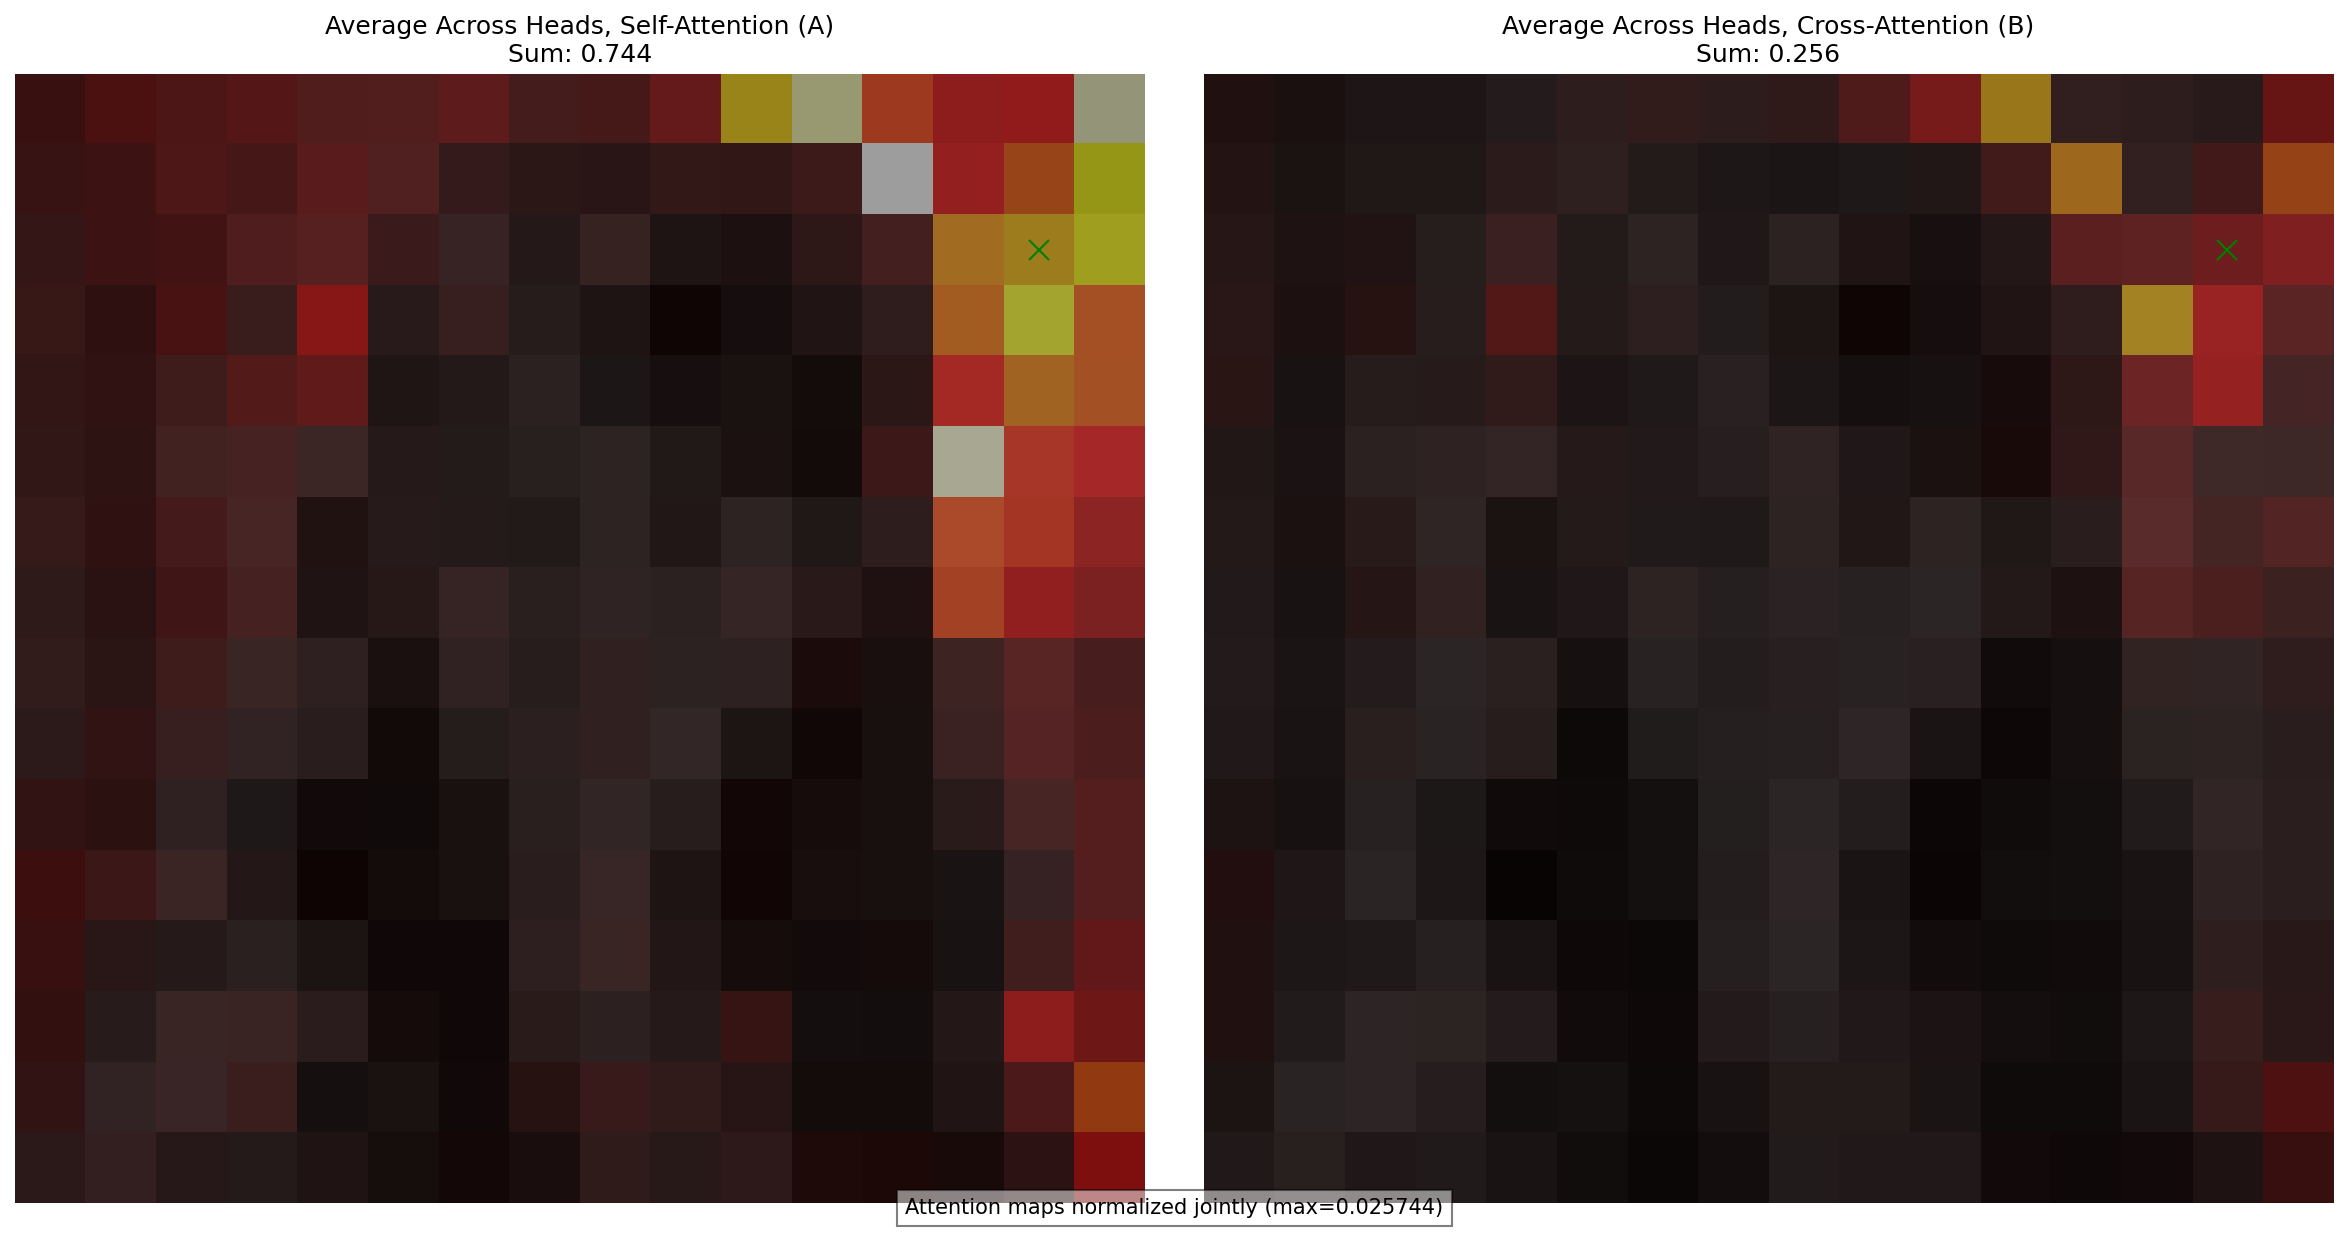 Average Across Heads, Self-Attention (A)
Sum: 0.744
Average Across Heads, Cross-Attention (B)
Sum: 0.256
Attention maps normalized jointly (max=0.025744)